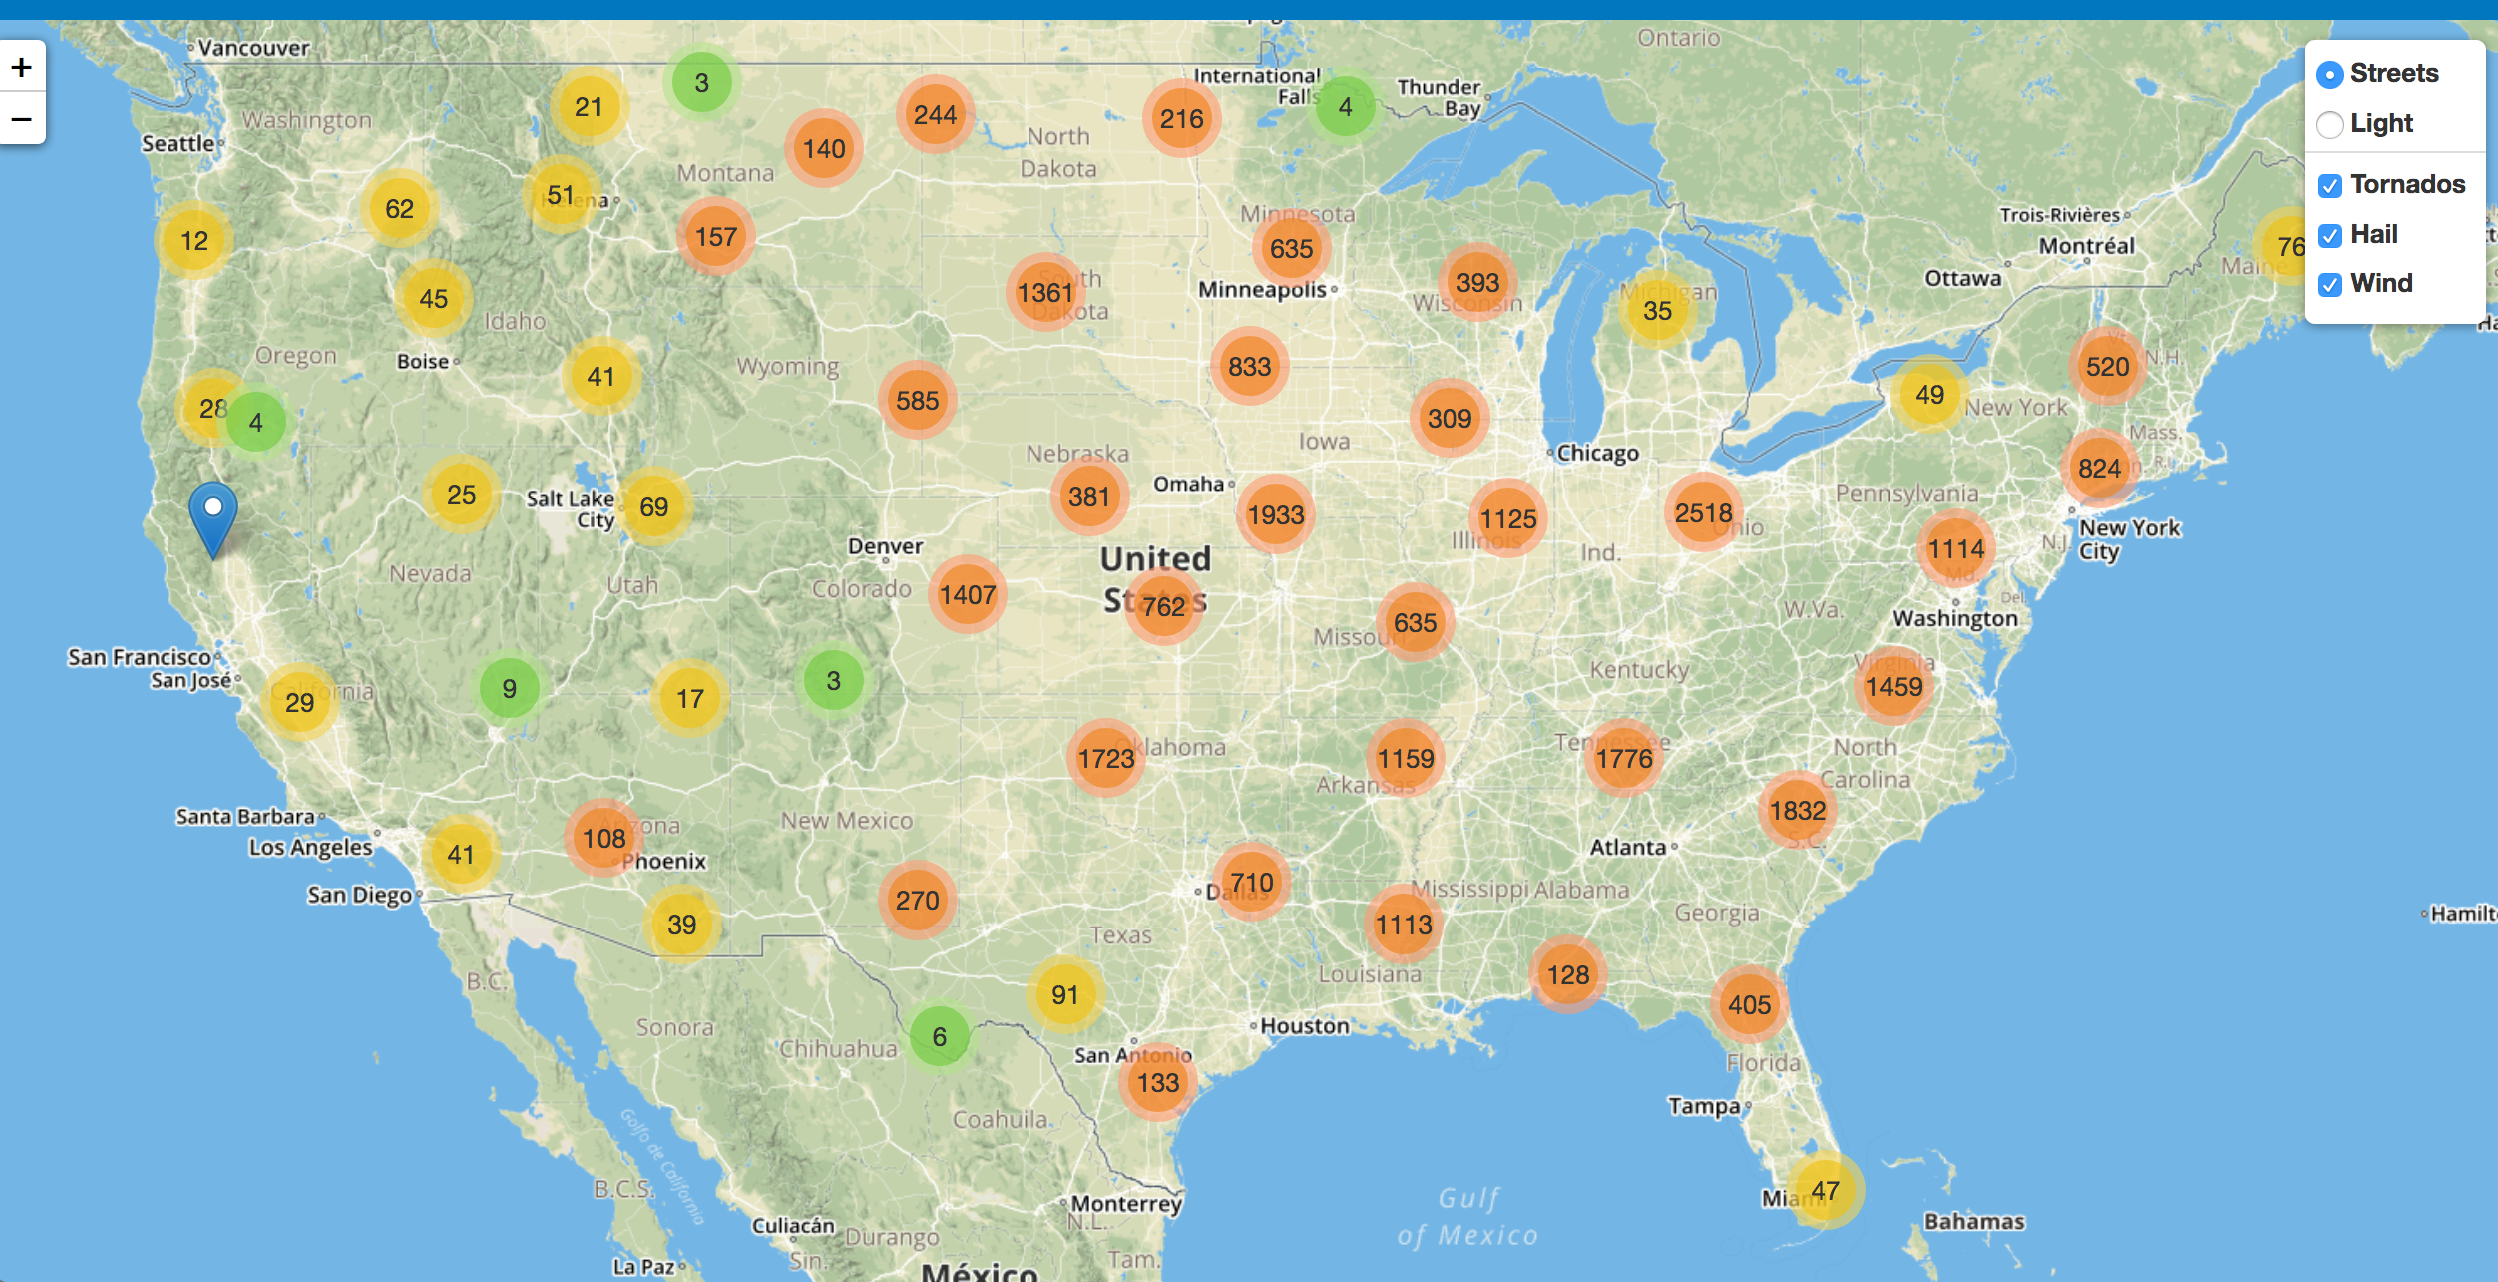 Vancouver
Ontario
+
−
Streets
Light
Tornados
Hail
Wind
3
21
244
216
International
Falls
4
Thunder
Bay
Washington
Seattle
140
North
Dakota
Montana
51
62
12
157
Minnesota
635
Trois-Rivières
Montréal
76
Maine
Ottawa
1361
Minneapolis
393
Wisconsin
Michigan
35
45
Idaho
Oregon
Boise
41
Wyoming
585
833
520
N.H.
49
New York
28
4
309
Iowa
Mass.
R.I.
Nebraska
Chicago
824
25
Salt Lake
City
69
381
Omaha
1933
1125
Illinois
2518
Ohio
Pennsylvania
New York
City
N.J.
1114
Md.
Denver
United
States
762
Ind.
Nevada
Utah
Colorado
1407
Del.
W.Va.
Washington
635
Missouri
San Francisco
San José
Kentucky
Virginia
1459
29
California
9
17
3
1723
Oklahoma
1159
Arkansas
Tennessee
1776
North
Carolina
1832
S.C.
Santa Barbara
Los Angeles
41
108
Arizona
Phoenix
New Mexico
Atlanta
San Diego
39
270
710
Dallas
1113
Mississippi
Alabama
Georgia
Texas
B.C.
91
Louisiana
128
405
Sonora
Chihuahua
6
Houston
San Antonio
133
Florida
Tampa
Coahuila
Golfo de California
B.C.S.
Monterrey
N.L.
Gulf
of Mexico
Miami
47
Bahamas
Culiacán
Sin.
Durango
Tam.
La Paz
México